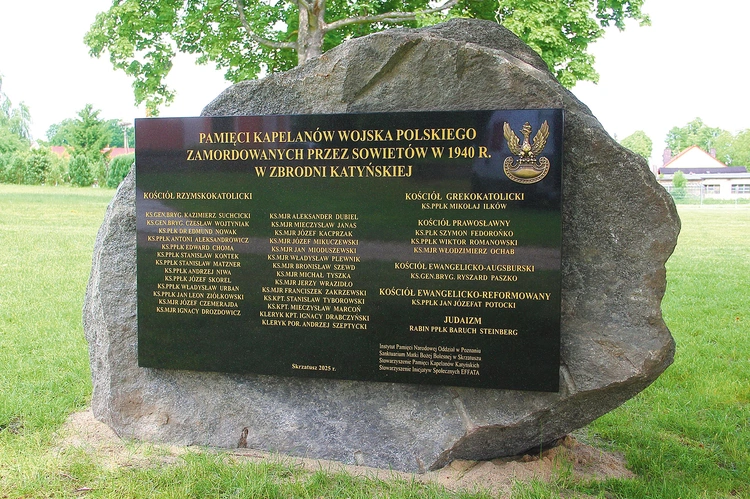 PAMIĘCI KAPELANÓW WOJSKA POLSKIEGO
ZAMORDOWANYCH PRZEZ SOWIETÓW W 1940 R.
W ZBRODNI KATYŃSKIEJ
KOŚCIÓŁ RZYMSKOKATOLICKI
KS.GEN.BRYG. KAZIMIERZ SUCHCICKI
KS.GEN.BRYG. CZESŁAW WOJTYNIAK
KS.PŁK DR EDMUND NOWAK
KS.PPŁK ANTONI ALEKSANDROWICZ
KS.PPŁK EDWARD CHOMA
KS.PPŁK STANISŁAW KONTEK
KS.PPŁK STANISŁAW MATZNER
KS.PPŁK ANDRZEJ NIWA
KS.PPŁK JÓZEF SKOREL
KS.PPŁK WŁADYSŁAW URBAN
KS.PPŁK JAN LEON ZIÓŁKOWSKI
KS.MJR JÓZEF CZEMERAJDA
KS.MJR IGNACY DROZDOWICZ
KS.MJR ALEKSANDER DUBIEL
KS.MJR MIECZYSŁAW JANAS
KS.MJR JÓZEF KACPRZAK
KS.MJR JÓZEF MIKUCZEWSKI
KS.MJR JAN MIODUSZEWSKI
KS.MJR WŁADYSŁAW PLEWNIK
KS.MJR BRONISŁAW SZEWD
KS.MJR MICHAŁ TYSZKA
KS.MJR JERZY WRAZIDŁO
KS.MJR FRANCISZEK ZAKRZEWSKI
KS.KPT. STANISŁAW TYBOROWSKI
KS.KPT. MIECZYSŁAW MARCOŃ
KLERYK KPT. IGNACY DRABCZYŃSKI
KLERYK POR. ANDRZEJ SZEPTYCKI
KOŚCIÓŁ GREKOKATOLICKI
KS.PPŁK MIKOŁAJ ILKÓW
KOŚCIÓŁ PRAWOSŁAWNY
KS.PŁK SZYMON FEDOROŃKO
KS.PPŁK WIKTOR ROMANOWSKI
KS.MJR WŁODZIMIERZ OCHAB
KOŚCIÓŁ EWANGELICKO-AUGSBURSKI
KS.GEN.BRYG. RYSZARD PASZKO
KOŚCIÓŁ EWANGELICKO-REFORMOWANY
KS.PPŁK JAN JÓZEFAT POTOCKI
JUDAIZM
RABIN PPŁK BARUCH STEINBERG
Instytut Pamięci Narodowej Oddział w Poznaniu
Sanktuarium Matki Bożej Bolesnej w Skrzatuszu
Stowarzyszenie Pamięci Kapelanów Katyńskich
Stowarzyszenie Inicjatyw Społecznych EFFATA
Skrzatusz 2025 r.